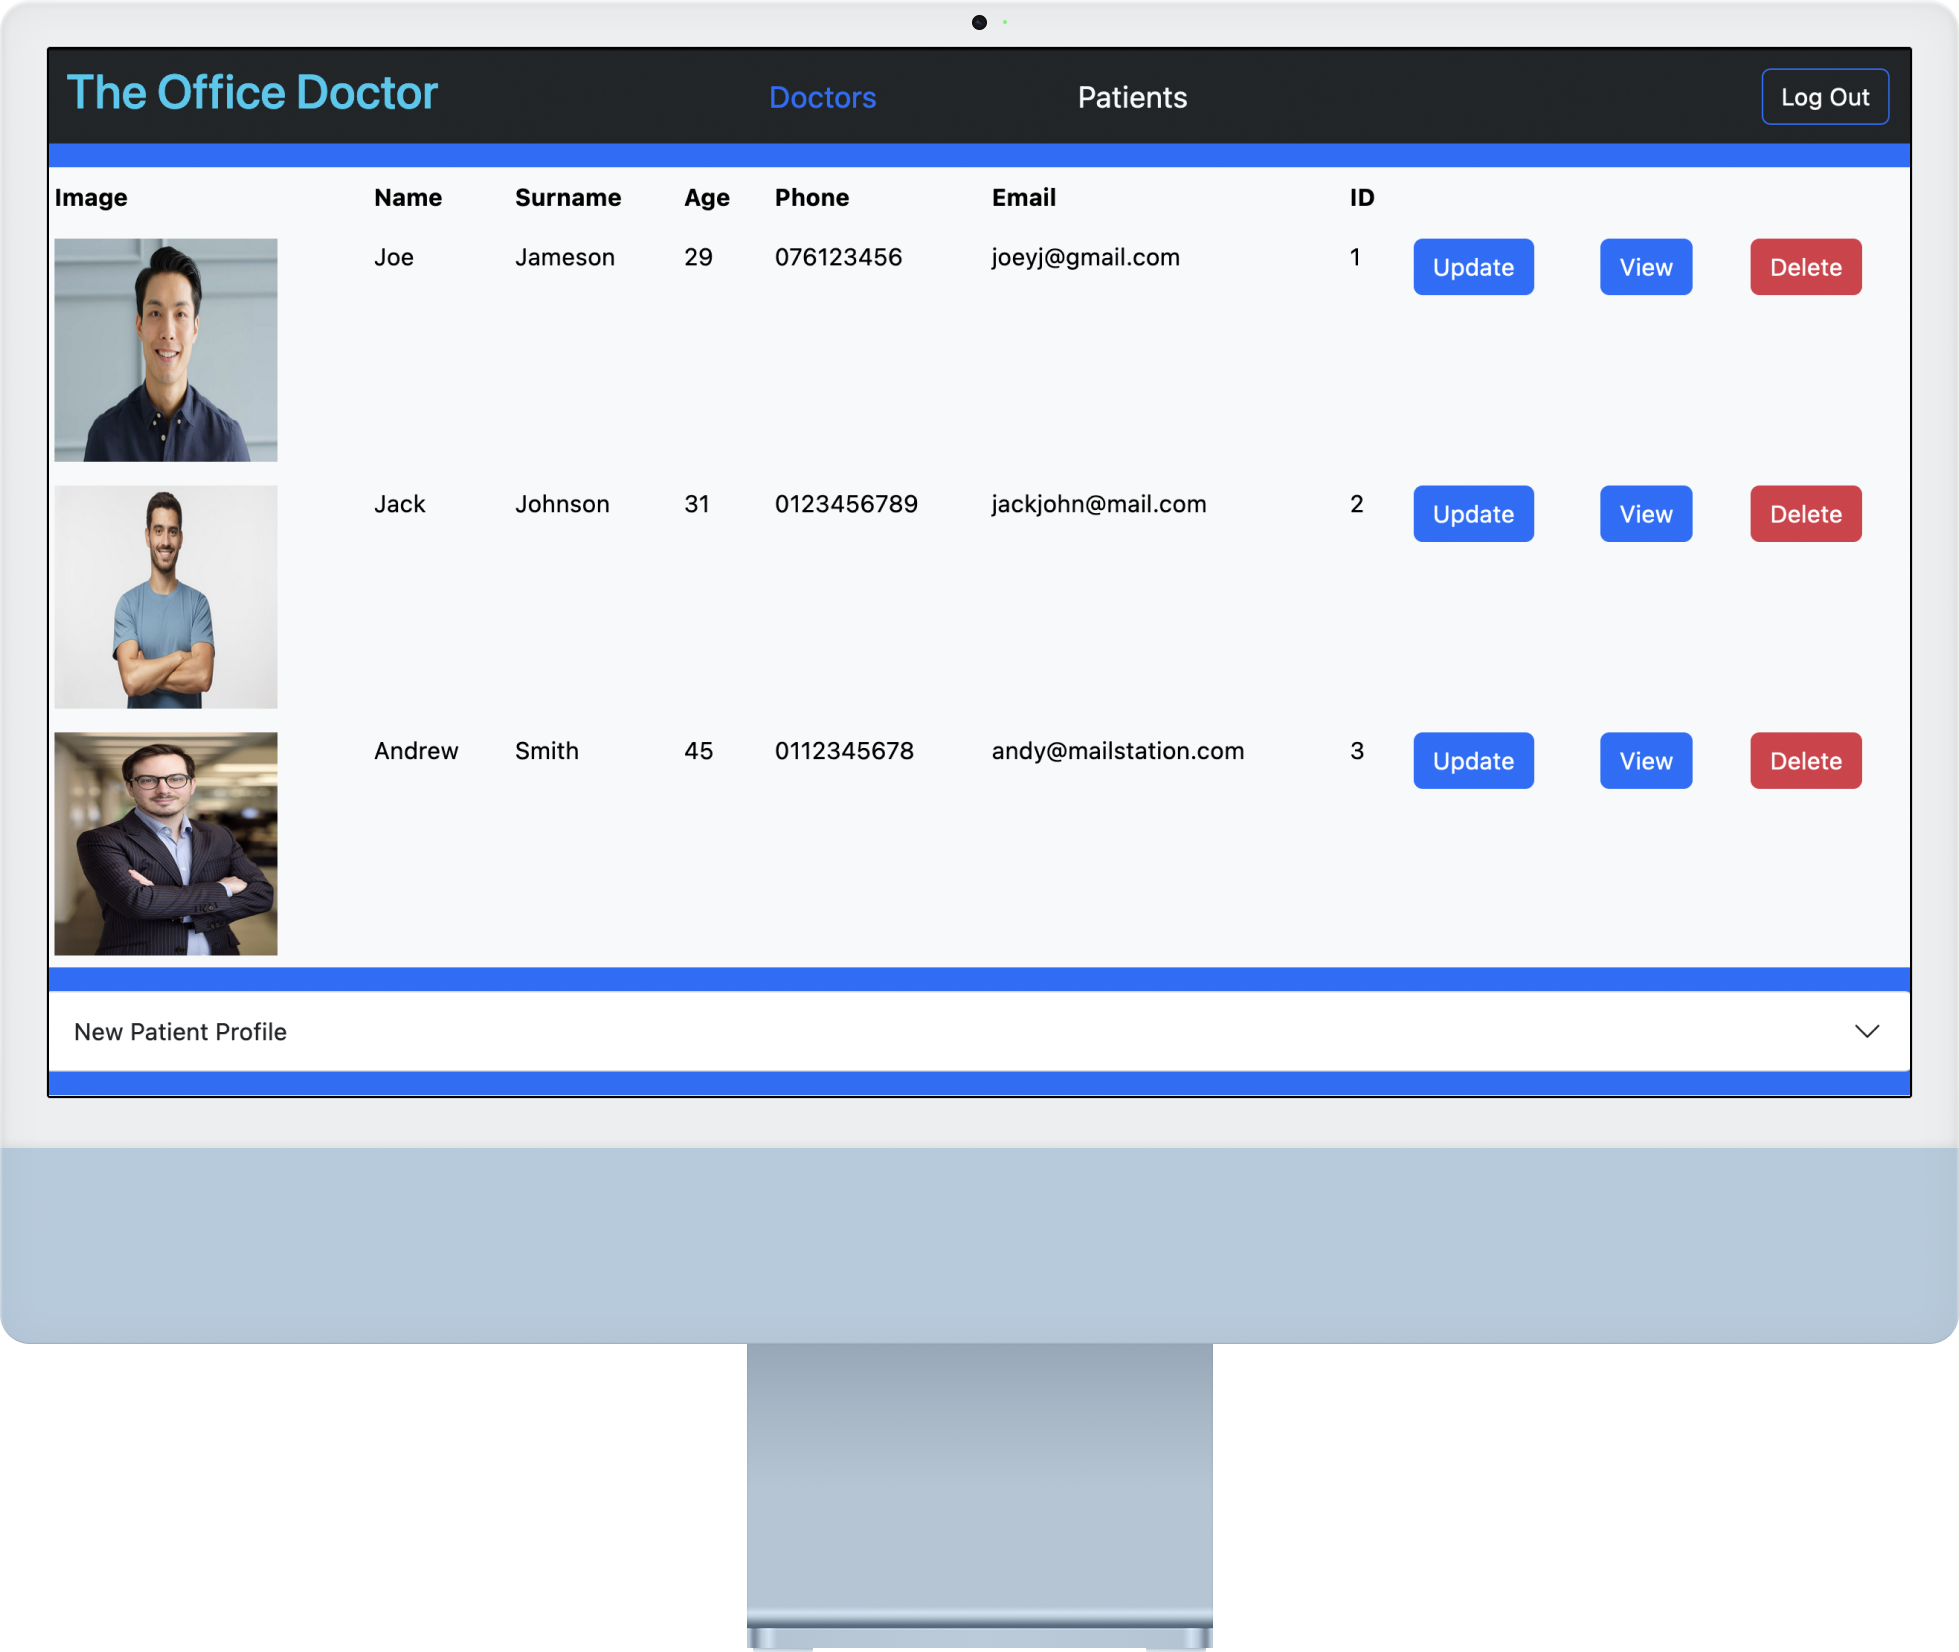 The Office Doctor Doctors Patients Log Out
Image Name Surname Age Phone Email ID
Joe Jameson 29 076123456 joeyj@gmail.com 1 Update View Delete
Jack Johnson 31 0123456789 jackjohn@mail.com 2 Update View Delete
Andrew Smith 45 0112345678 andy@mailstation.com 3 Update View Delete
New Patient Profile